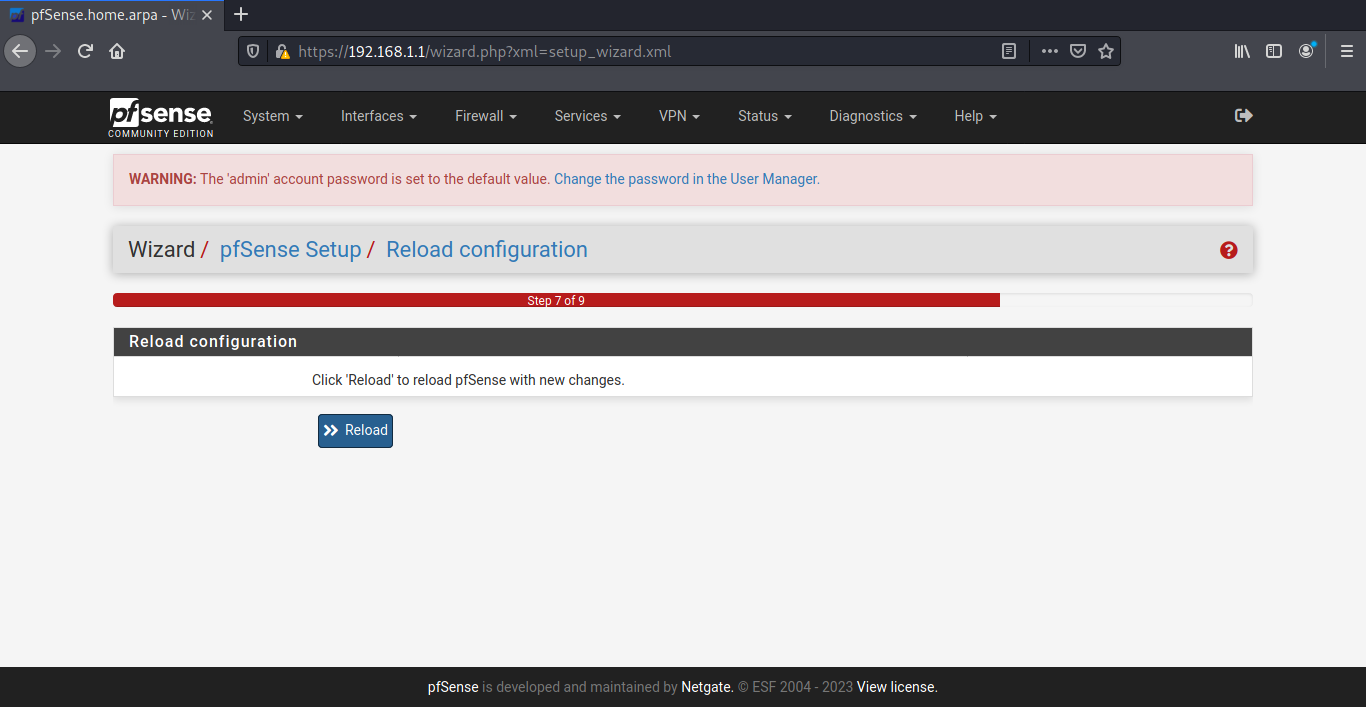 pfSense.home.arpa - Wiz
https://192.168.1.1/wizard.php?xml=setup_wizard.xml
pfsense
COMMUNITY EDITION
System Interfaces Firewall Services VPN Status Diagnostics Help
WARNING: The 'admin' account password is set to the default value. Change the password in the User Manager.
Wizard / pfSense Setup / Reload configuration
Step 7 of 9
Reload configuration
Click 'Reload' to reload pfSense with new changes.
Reload
pfSense is developed and maintained by Netgate. © ESF 2004 - 2023 View license.